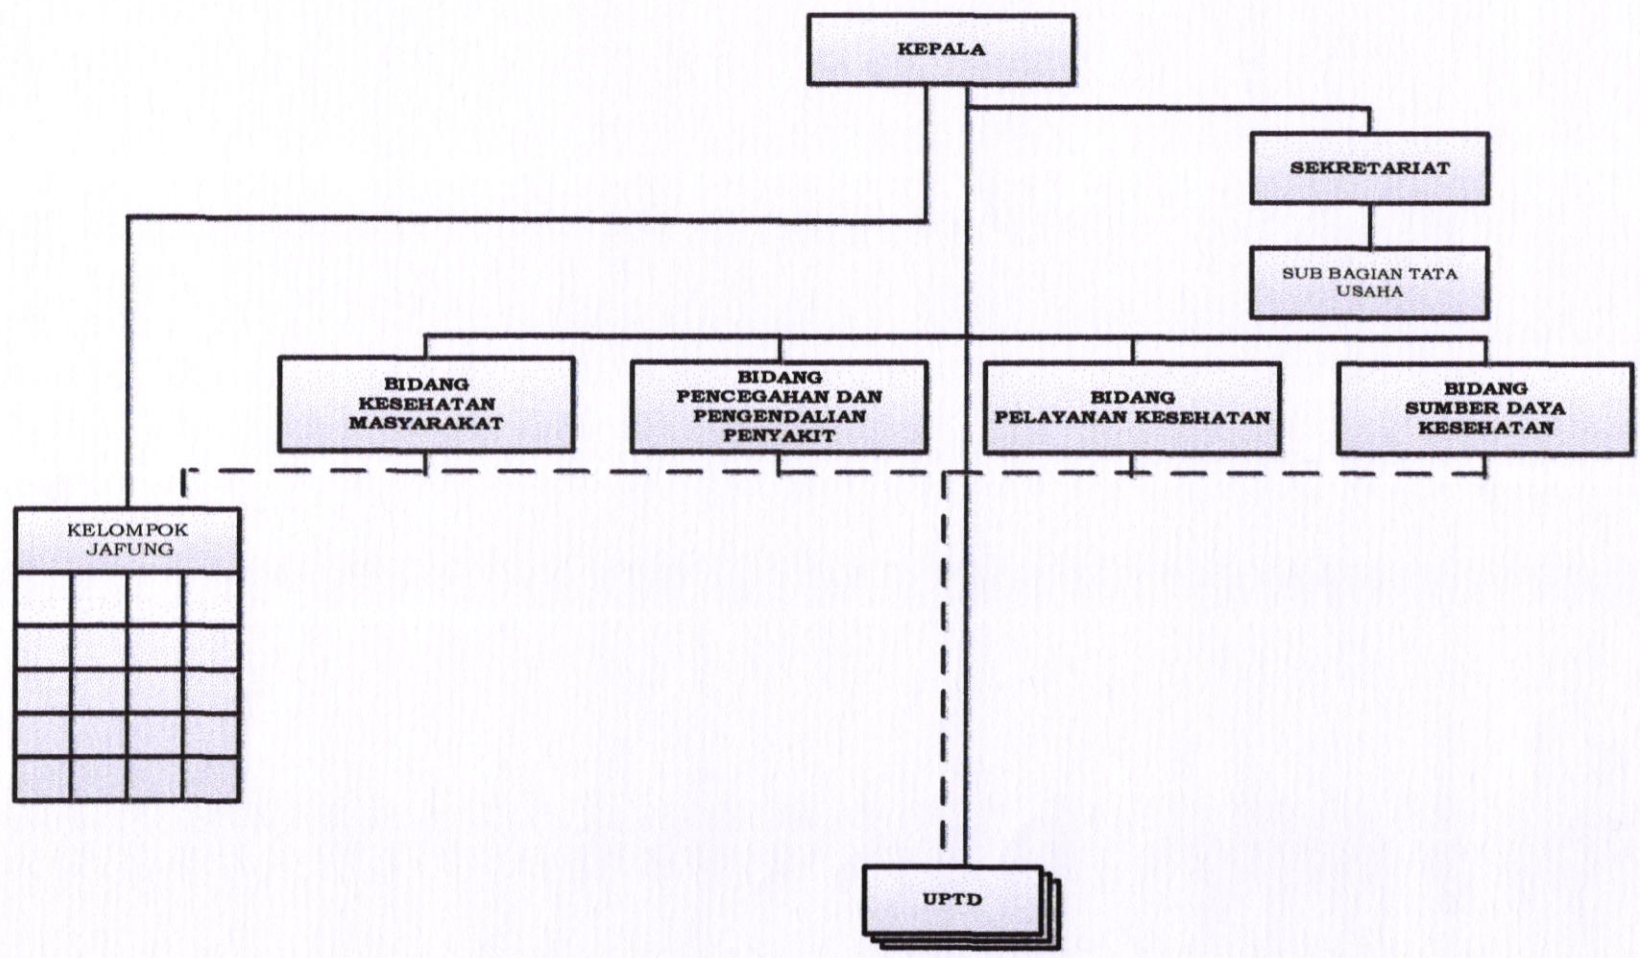 KEPALA
SEKRETARIAT
SUB BAGIAN TATA
USAHA
BIDANG
KESEHATAN
MASYARAKAT
BIDANG
PENCEGAHAN DAN
PENGENDALIAN
PENYAKIT
BIDANG
PELAYANAN KESEHATAN
BIDANG
SUMBER DAYA
KESEHATAN
KELOMPOK
JAFUNG
UPTD